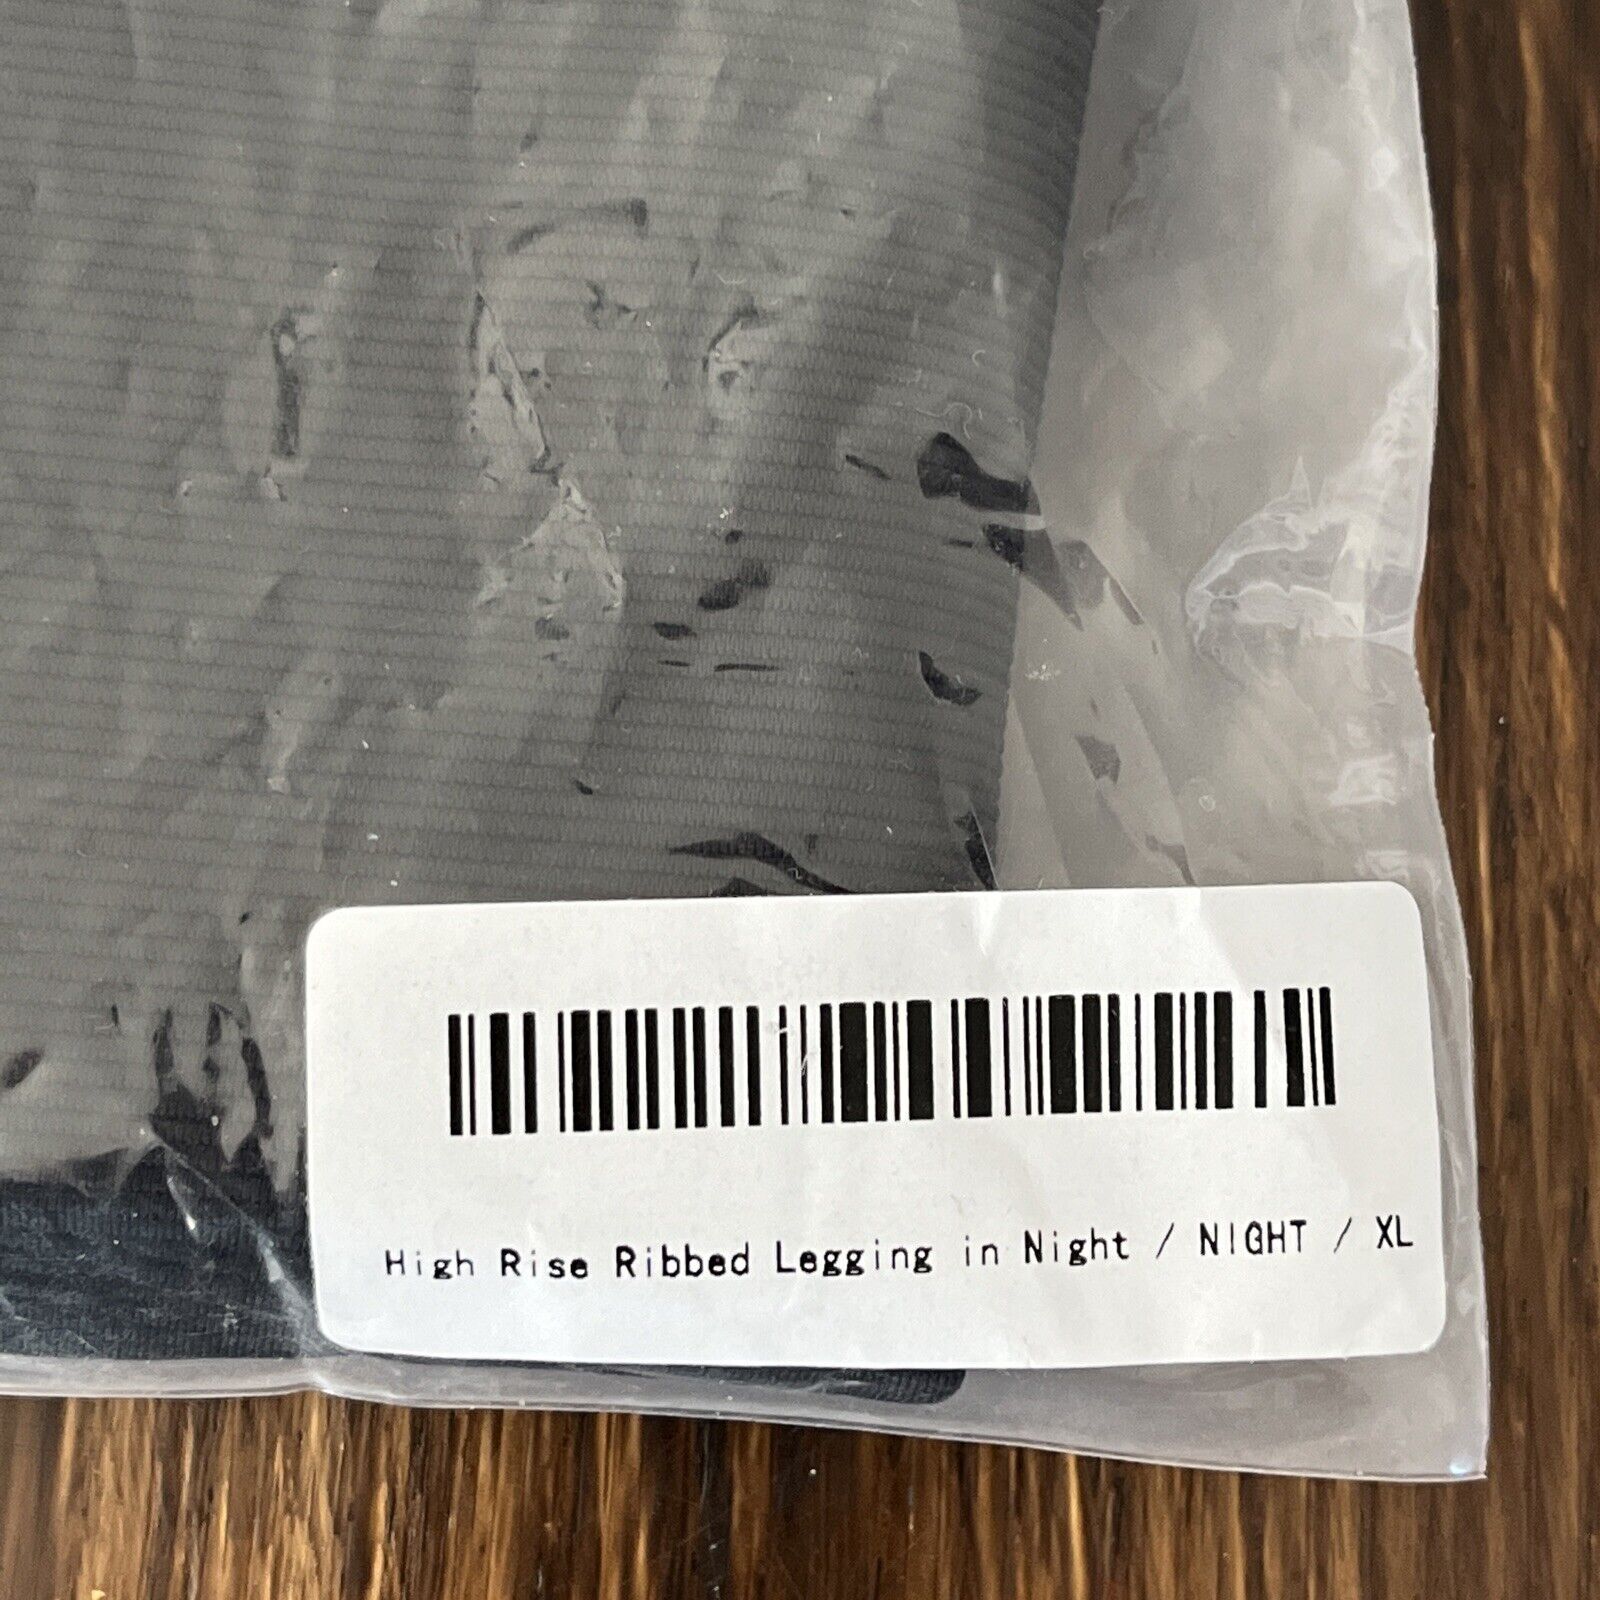 High Rise Ribbed Legging in Night / NIGHT / XL